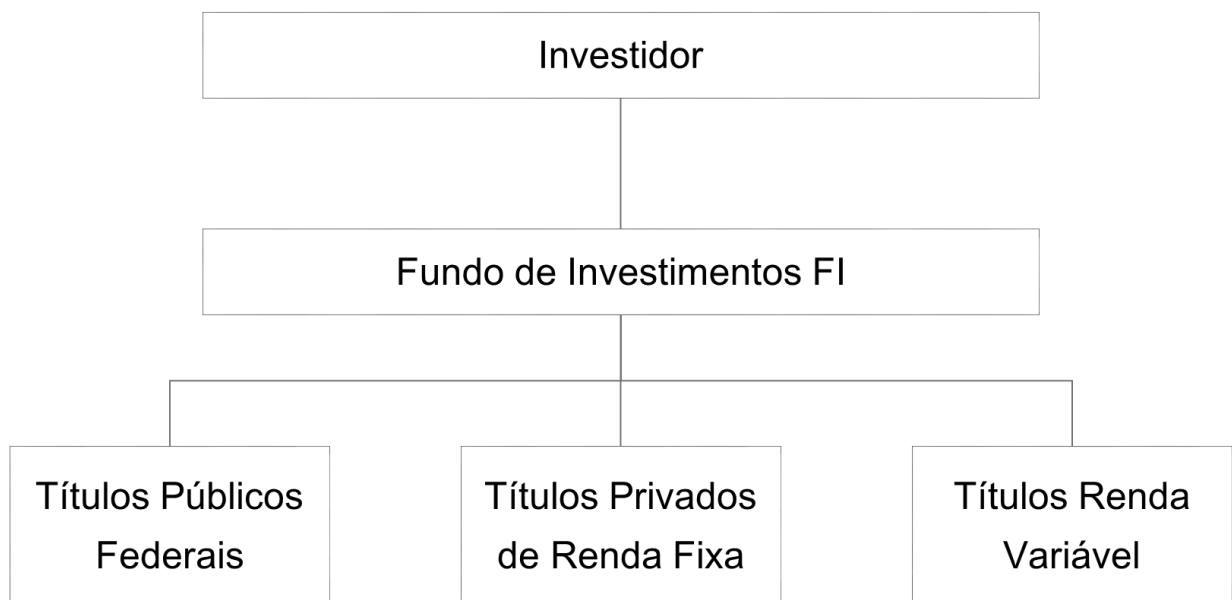 Investidor
Fundo de Investimentos FI
Títulos Públicos
Federais
Títulos Privados
de Renda Fixa
Títulos Renda
Variável